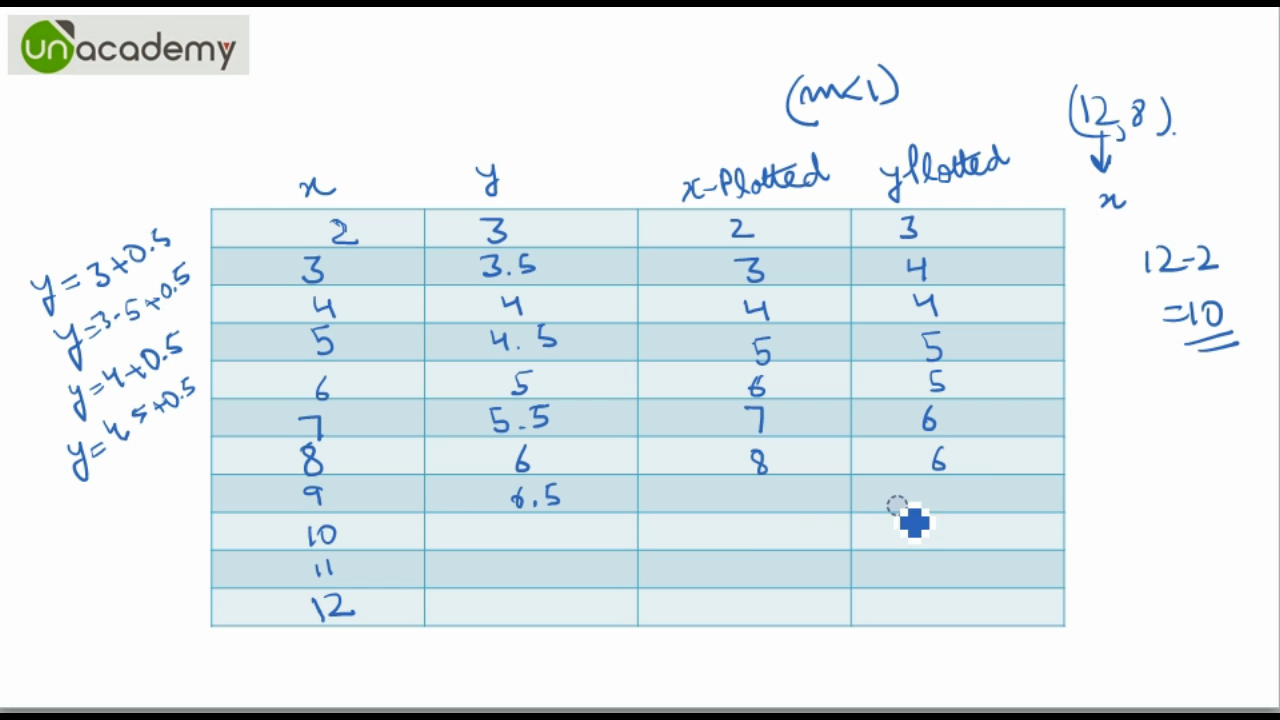 unacademy
(m<1)
(12,8).
x
12-2
=10
x y x-Plotted y Plotted
2 3 2 3
3 3.5 3 4
4 4 4 4
5 4.5 5 5
6 5 6 5
7 5.5 7 6
8 6 8 6
9 6.5
10
11
12
y=3+0.5
y=3-5+0.5
y=4+0.5
y=4 5+0.5